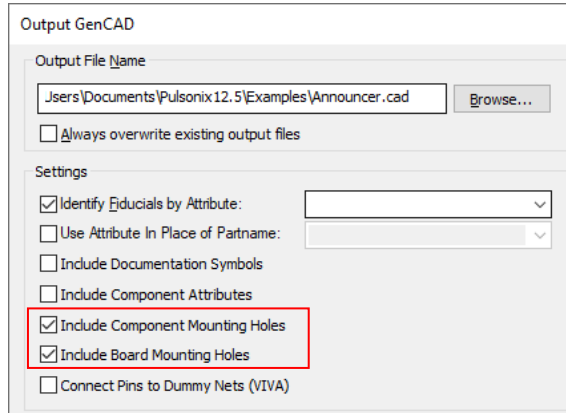 Output GenCAD
Output File Name
Jsers\Documents\Pulsonix12.5\Examples\Announcer.cad
Browse...
Always overwrite existing output files
Settings
Identify Fiducials by Attribute:
Use Attribute In Place of Partname:
Include Documentation Symbols
Include Component Attributes
Include Component Mounting Holes
Include Board Mounting Holes
Connect Pins to Dummy Nets (VIVA)